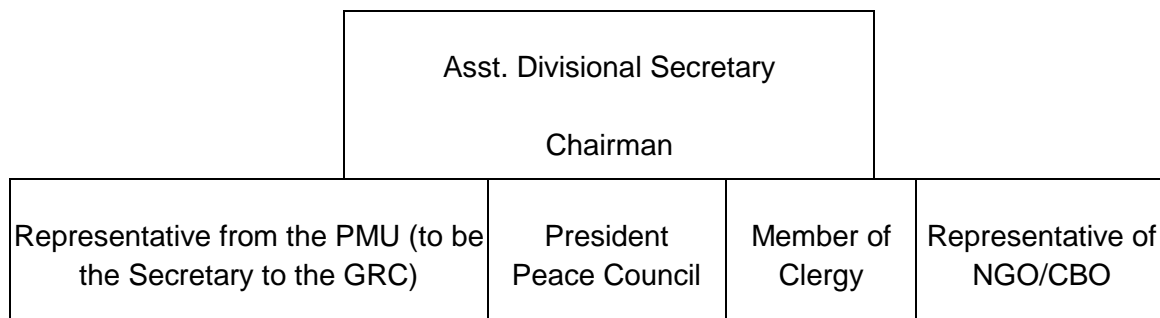 Asst. Divisional Secretary
Chairman
Representative from the PMU (to be
the Secretary to the GRC)
President
Peace Council
Member of
Clergy
Representative of
NGO/CBO